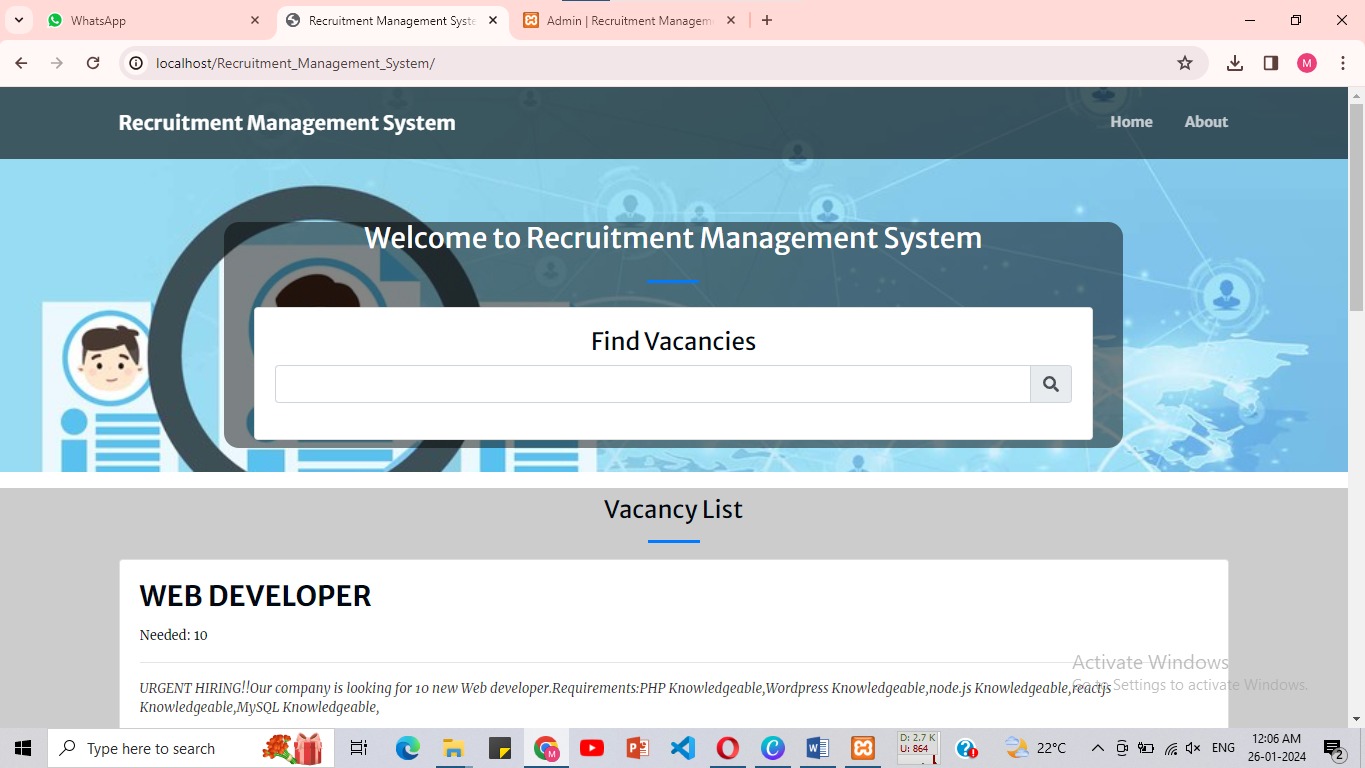 WhatsApp
Recruitment Management Syste
Admin | Recruitment Managem
localhost/Recruitment_Management_System/
M
Recruitment Management System
Home
About
Welcome to Recruitment Management System
Find Vacancies
Vacancy List
WEB DEVELOPER
Needed: 10
URGENT HIRING!!Our company is looking for 10 new Web developer.Requirements:PHP Knowledgeable,Wordpress Knowledgeable,node.js Knowledgeable,reactjs
Knowledgeable,MySQL Knowledgeable,
Activate Windows
Go to Settings to activate Windows.
Type here to search
M
D: 2.7 K
U: 864
22°C
ENG
12:06 AM
26-01-2024
2